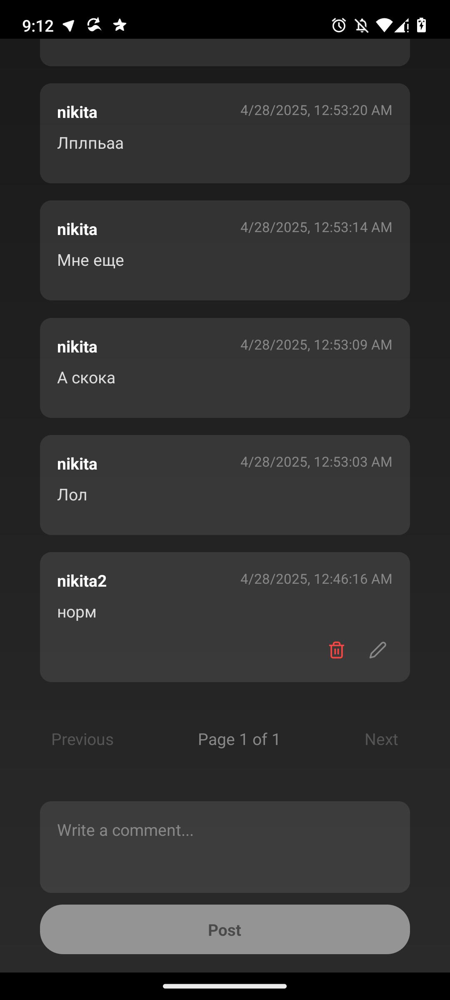 9:12
nikita
4/28/2025, 12:53:20 AM
Лплпьаа
nikita
4/28/2025, 12:53:14 AM
Мне еще
nikita
4/28/2025, 12:53:09 AM
А скока
nikita
4/28/2025, 12:53:03 AM
Лол
nikita2
4/28/2025, 12:46:16 AM
норм
Previous
Page 1 of 1
Next
Write a comment...
Post